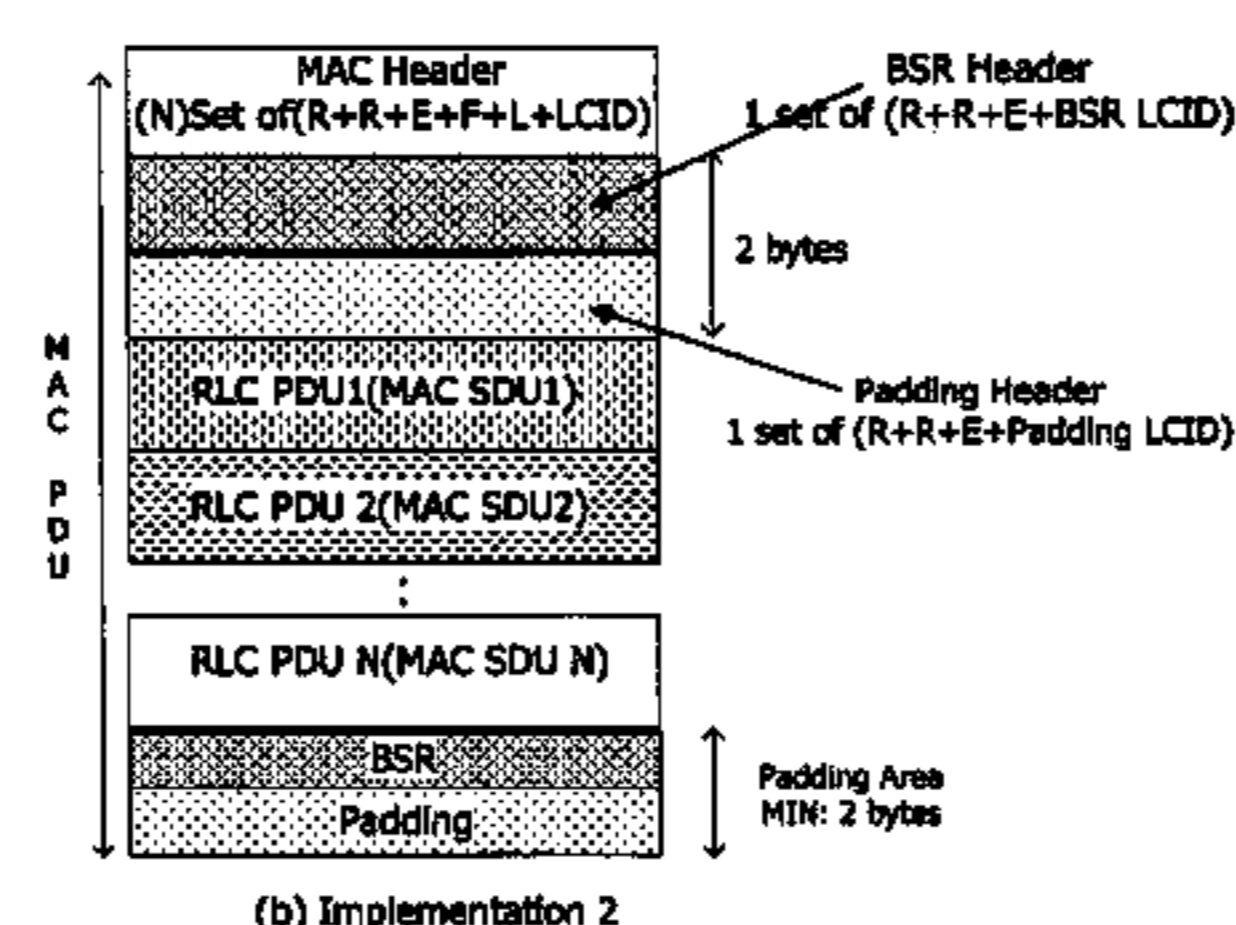 MAC Header
(N)Set of(R+R+E+F+L+LCID)
BSR Header
1 set of (R+R+E+BSR LCID)
2 bytes
MAC PDU
RLC PDU1(MAC SDU1)
Padding Header
1 set of (R+R+E+Padding LCID)
RLC PDU 2(MAC SDU2)
:
RLC PDU N(MAC SDU N)
BSR
Padding
Padding Area
MIN: 2 bytes
(b) Implementation 2